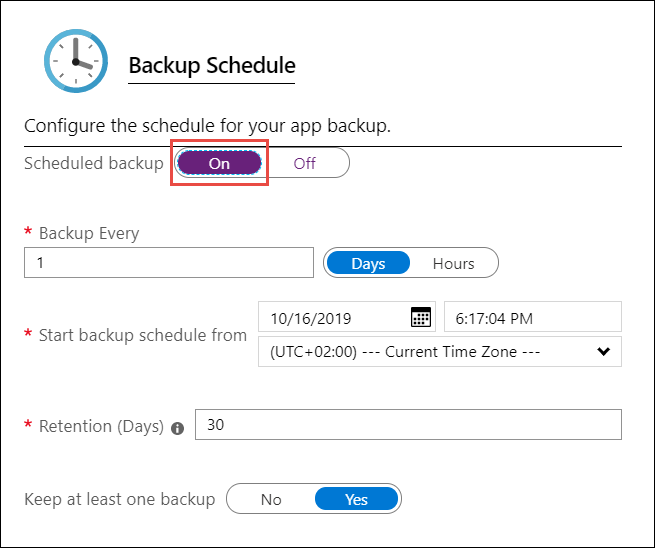 Backup Schedule
Configure the schedule for your app backup.
Scheduled backup On Off
* Backup Every
1 Days Hours
10/16/2019 6:17:04 PM
* Start backup schedule from
(UTC+02:00) --- Current Time Zone ---
* Retention (Days) 30
Keep at least one backup No Yes